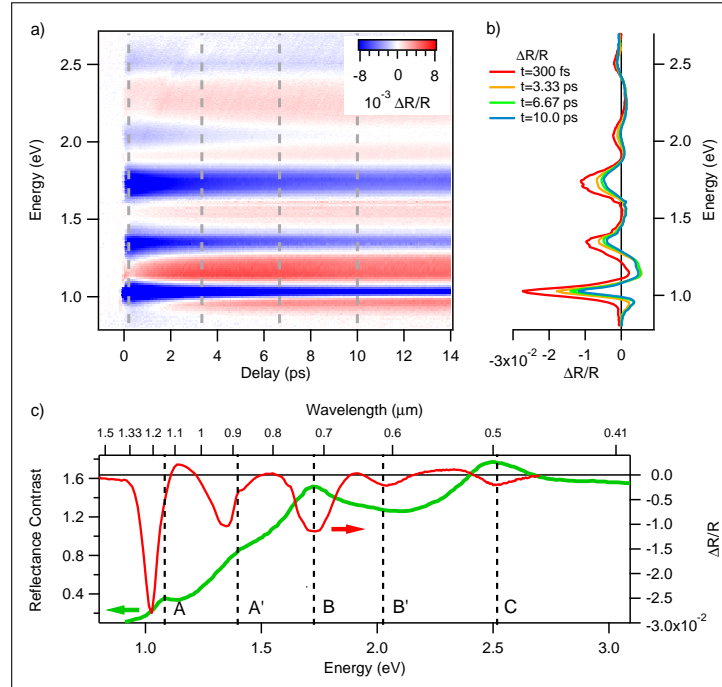 a)
-8 0 8
10⁻³ ΔR/R
2.5
2.0
1.5
1.0
Energy (eV)
0 2 4 6 8 10 12 14
Delay (ps)
b)
ΔR/R
t=300 fs
t=3.33 ps
t=6.67 ps
t=10.0 ps
2.5
2.0
1.5
1.0
Energy (eV)
-3x10⁻² -2 -1 0
ΔR/R
c)
Wavelength (μm)
1.5 1.33 1.2 1.1 1 0.9 0.8 0.7 0.6 0.5 0.41
1.6
1.2
0.8
0.4
Reflectance Contrast
0.0
-0.5
-1.0
-1.5
-2.0
-2.5
-3.0x10⁻²
ΔR/R
A A' B B' C
1.0 1.5 2.0 2.5 3.0
Energy (eV)